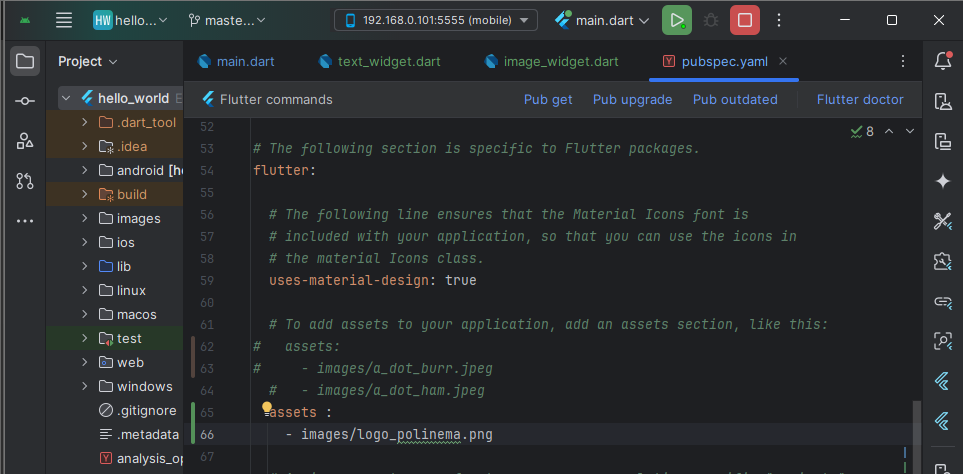 HW hello... maste... 192.168.0.101:5555 (mobile) main.dart
Project main.dart text_widget.dart image_widget.dart pubspec.yaml
hello_world
Flutter commands Pub get Pub upgrade Pub outdated Flutter doctor
.dart_tool
.idea
android [he
build
images
ios
lib
linux
macos
test
web
windows
.gitignore
.metadata
analysis_op
8
52
53 # The following section is specific to Flutter packages.
54 flutter:
55
56 # The following line ensures that the Material Icons font is
57 # included with your application, so that you can use the icons in
58 # the material Icons class.
59 uses-material-design: true
60
61 # To add assets to your application, add an assets section, like this:
62 # assets:
63 # - images/a_dot_burr.jpeg
64 # - images/a_dot_ham.jpeg
65 assets :
66 - images/logo_polinema.png
67